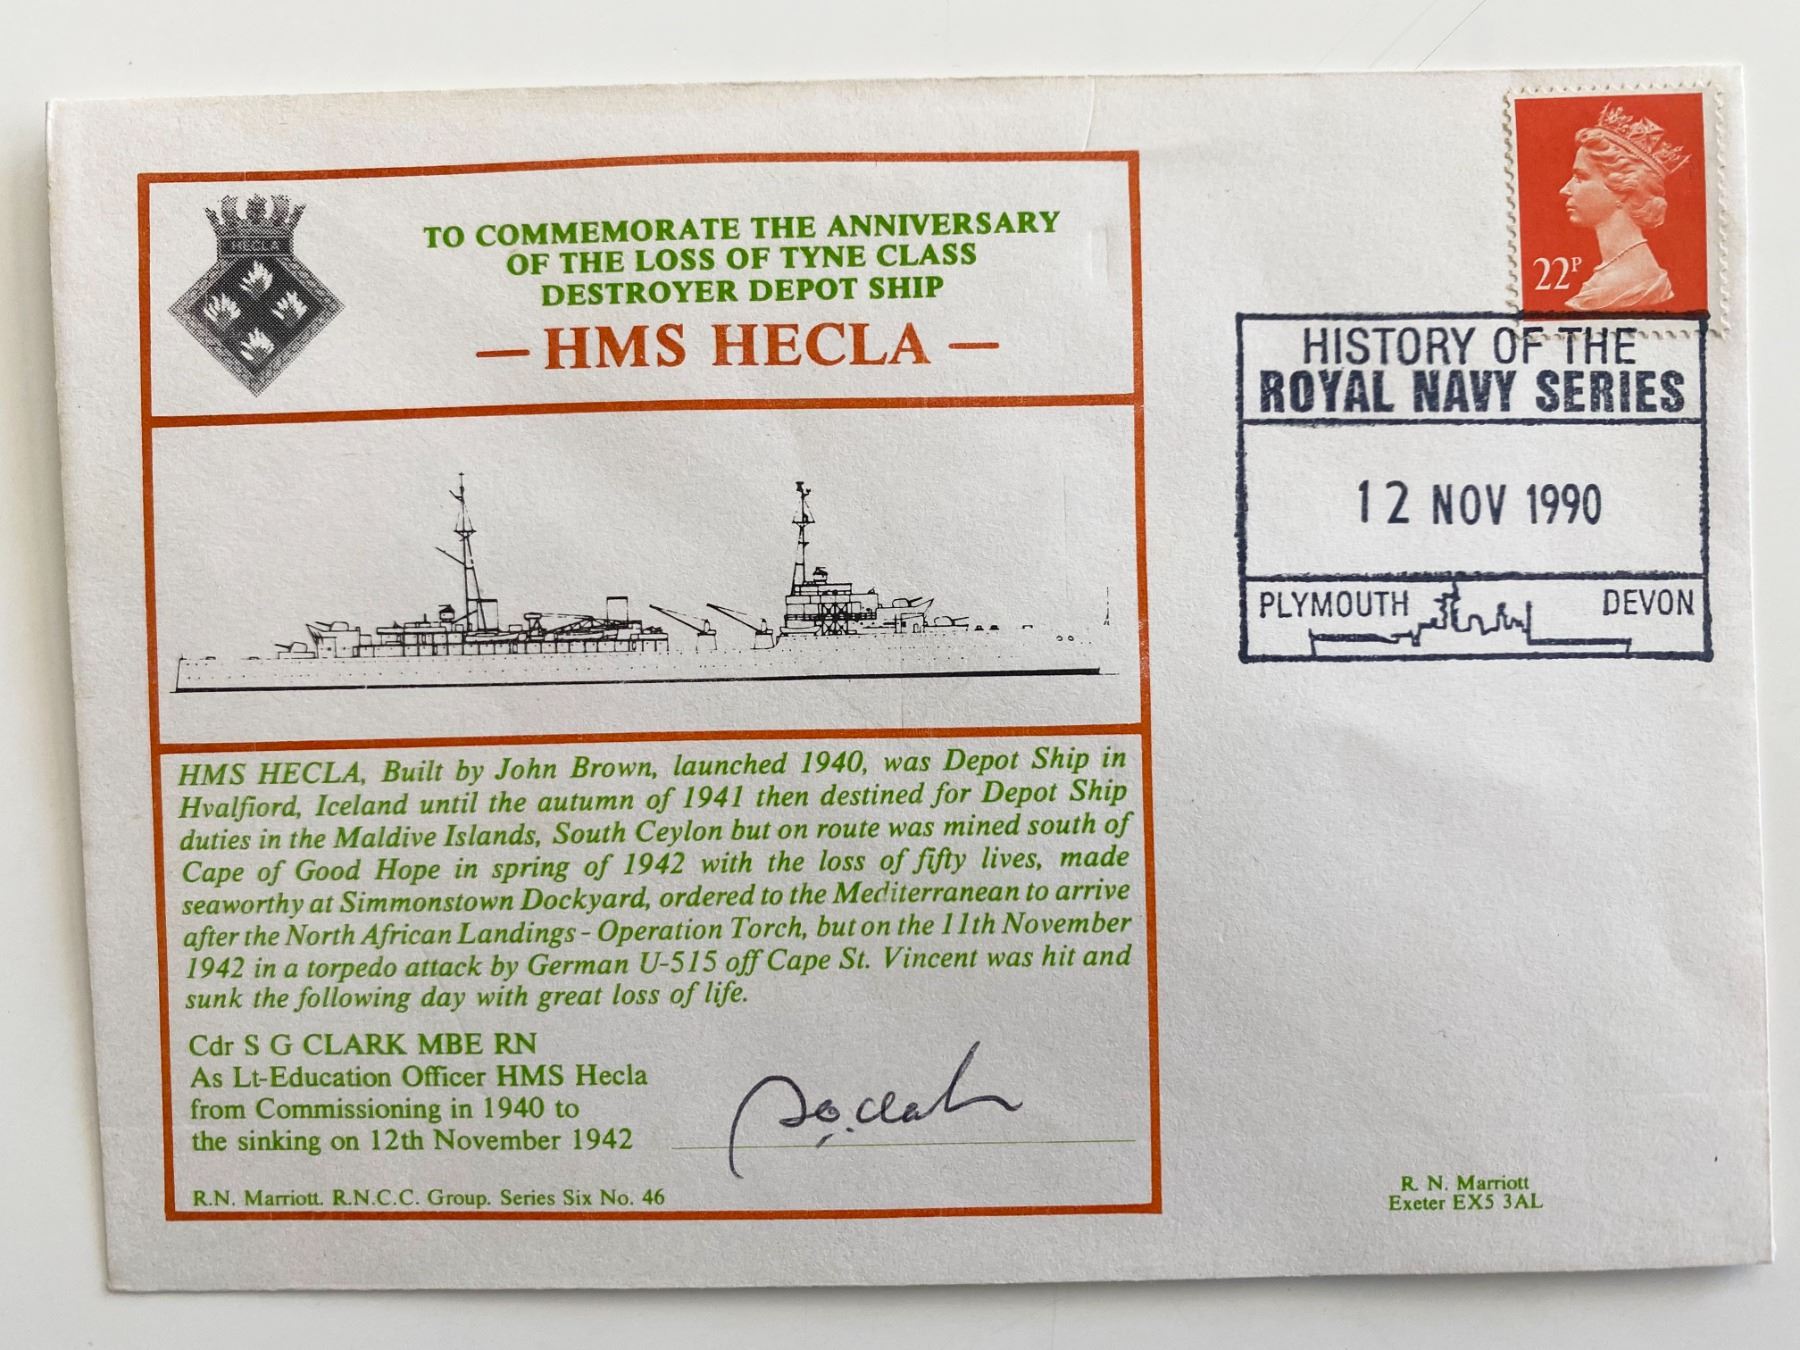 HECLA
TO COMMEMORATE THE ANNIVERSARY
OF THE LOSS OF TYNE CLASS
DESTROYER DEPOT SHIP
— HMS HECLA —
22P
HISTORY OF THE
ROYAL NAVY SERIES
12 NOV 1990
PLYMOUTH DEVON
HMS HECLA, Built by John Brown, launched 1940, was Depot Ship in
Hvalfiord, Iceland until the autumn of 1941 then destined for Depot Ship
duties in the Maldive Islands, South Ceylon but on route was mined south of
Cape of Good Hope in spring of 1942 with the loss of fifty lives, made
seaworthy at Simmonstown Dockyard, ordered to the Mediterranean to arrive
after the North African Landings - Operation Torch, but on the 11th November
1942 in a torpedo attack by German U-515 off Cape St. Vincent was hit and
sunk the following day with great loss of life.
Cdr S G CLARK MBE RN
As Lt-Education Officer HMS Hecla
from Commissioning in 1940 to
the sinking on 12th November 1942
R.N. Marriott. R.N.C.C. Group. Series Six No. 46
R. N. Marriott
Exeter EX5 3AL